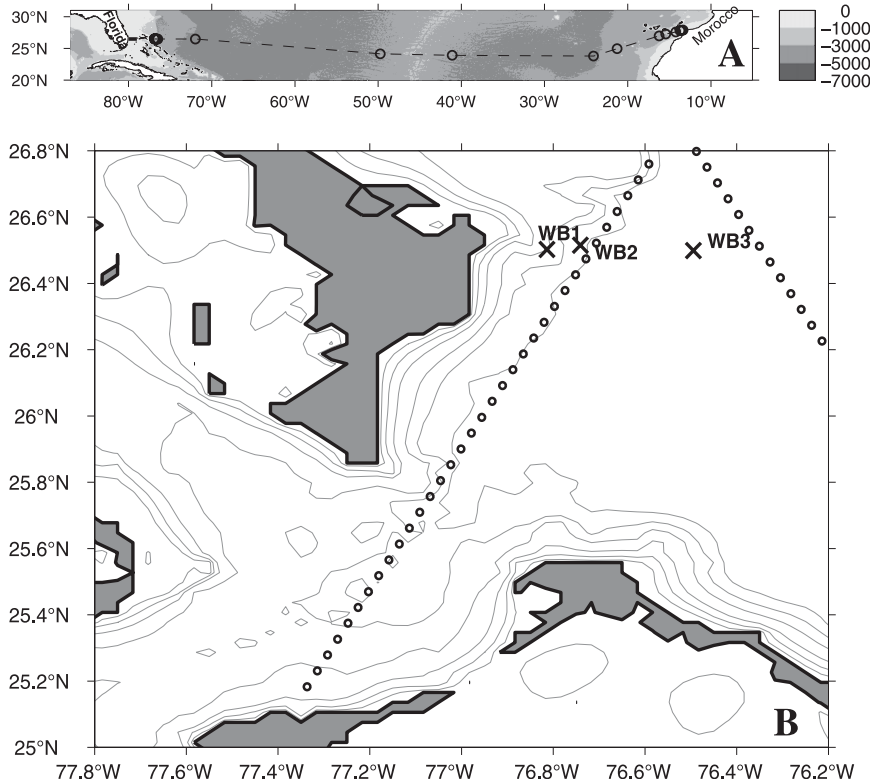 30°N
25°N
20°N
Florida
Morocco
A
0
−1000
−3000
−5000
−7000
80°W 70°W 60°W 50°W 40°W 30°W 20°W 10°W
26.8°N
26.6°N
26.4°N
26.2°N
26°N
25.8°N
25.6°N
25.4°N
25.2°N
25°N
WB1
WB2
WB3
B
77.8°W 77.6°W 77.4°W 77.2°W 77°W 76.8°W 76.6°W 76.4°W 76.2°W